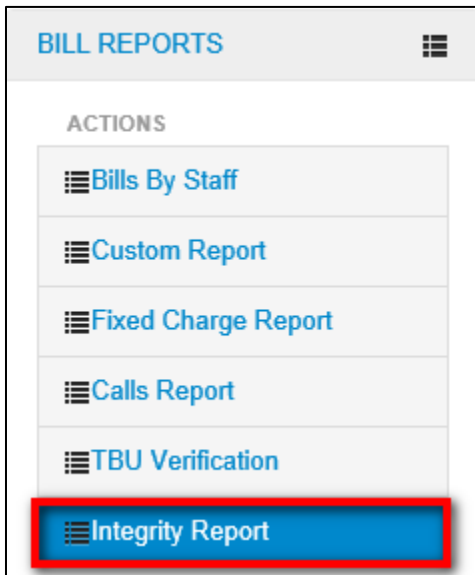 BILL REPORTS
ACTIONS
Bills By Staff
Custom Report
Fixed Charge Report
Calls Report
TBU Verification
Integrity Report